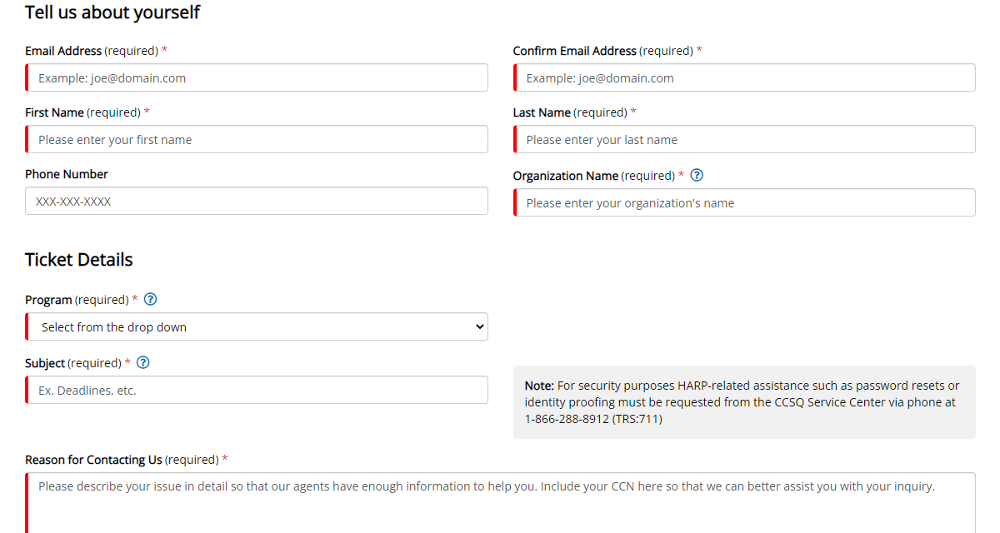 Tell us about yourself
Email Address (required) *
Confirm Email Address (required) *
Example: joe@domain.com
Example: joe@domain.com
First Name (required) *
Last Name (required) *
Please enter your first name
Please enter your last name
Phone Number
Organization Name (required) * ?
XXX-XXX-XXXX
Please enter your organization's name
Ticket Details
Program (required) * ?
Select from the drop down
Subject (required) * ?
Ex. Deadlines, etc.
Note: For security purposes HARP-related assistance such as password resets or
identity proofing must be requested from the CCSQ Service Center via phone at
1-866-288-8912 (TRS:711)
Reason for Contacting Us (required) *
Please describe your issue in detail so that our agents have enough information to help you. Include your CCN here so that we can better assist you with your inquiry.